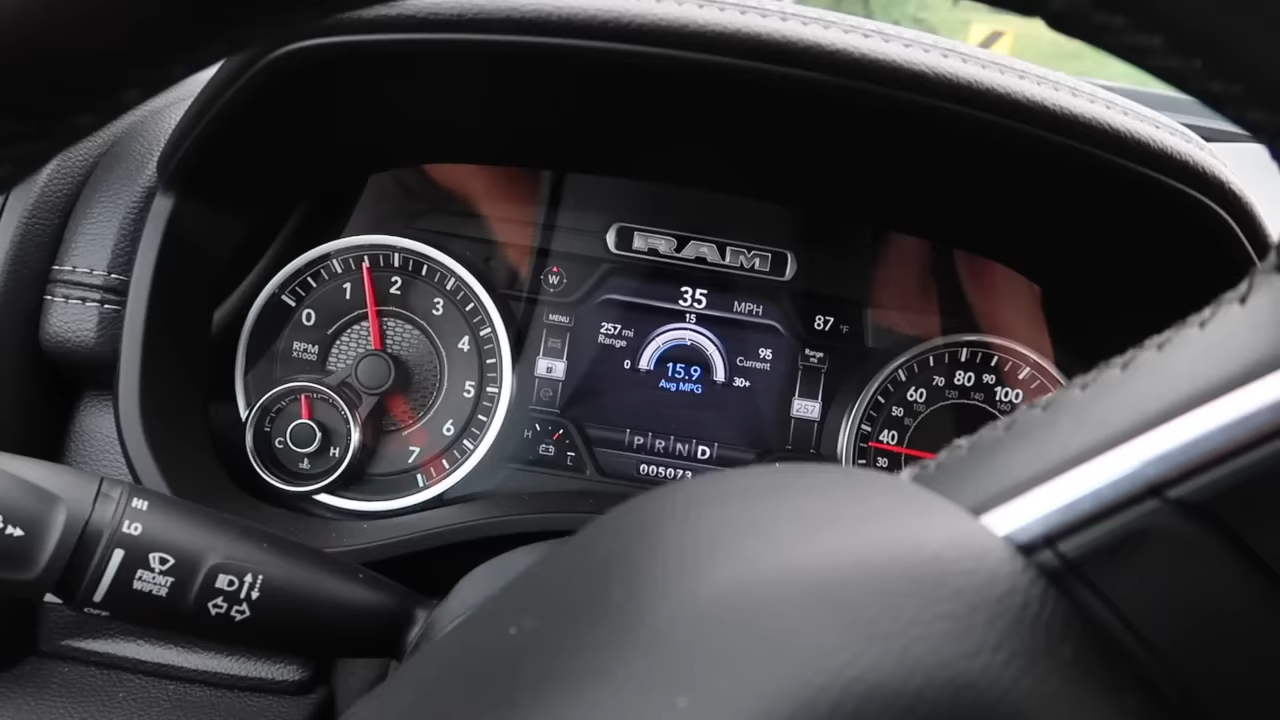 RAM
W
35 MPH
MENU
257 mi
Range
15
0
30+
15.9
Avg MPG
95
Current
87 °F
Range
mi
257
H
L
P R N D
005073
0 1 2 3 4 5 6 7
RPM
X1000
C H
30 40 50 60 70 80 90 100
120 140 160
HI
LO
OFF
FRONT
WIPER